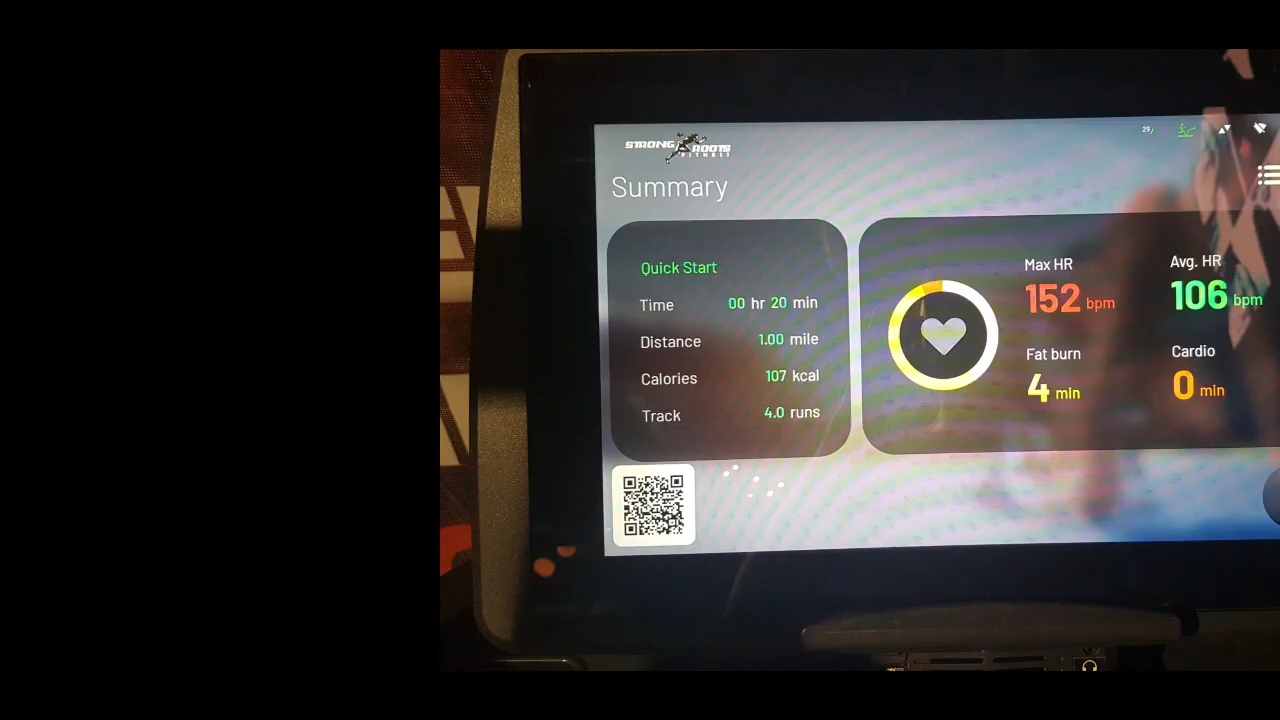 STRONG ROOTS
FITNESS
Summary
Quick Start
Time 00 hr 20 min
Distance 1.00 mile
Calories 107 kcal
Track 4.0 runs
Max HR
152 bpm
Avg. HR
106 bpm
Fat burn
4 min
Cardio
0 min